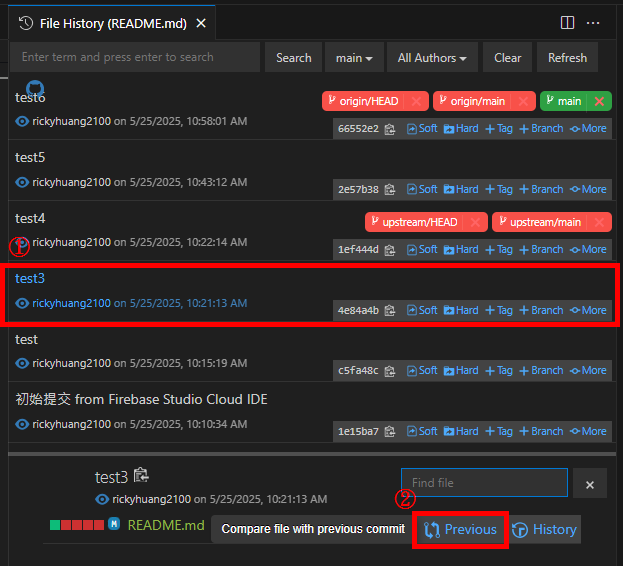 File History (README.md) ×
Enter term and press enter to search Search main All Authors Clear Refresh
test6 origin/HEAD × origin/main × main ×
rickyhuang2100 on 5/25/2025, 10:58:01 AM 66552e2 Soft Hard +Tag +Branch More
test5
rickyhuang2100 on 5/25/2025, 10:43:12 AM 2e57b38 Soft Hard +Tag +Branch More
test4 upstream/HEAD × upstream/main ×
rickyhuang2100 on 5/25/2025, 10:22:14 AM 1ef444d Soft Hard +Tag +Branch More
①
test3
rickyhuang2100 on 5/25/2025, 10:21:13 AM 4e84a4b Soft Hard +Tag +Branch More
test
rickyhuang2100 on 5/25/2025, 10:15:19 AM c5fa48c Soft Hard +Tag +Branch More
初始提交 from Firebase Studio Cloud IDE
rickyhuang2100 on 5/25/2025, 10:10:34 AM 1e15ba7 Soft Hard +Tag +Branch More
test3 Find file ×
rickyhuang2100 on 5/25/2025, 10:21:13 AM ②
M README.md Compare file with previous commit Previous History